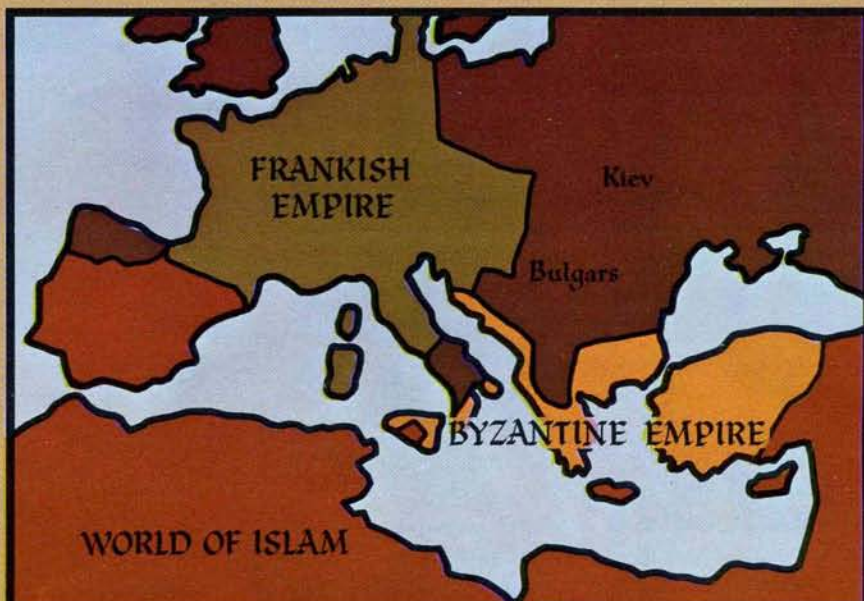 FRANKISH
EMPIRE
Kiev
Bulgars
BYZANTINE EMPIRE
WORLD OF ISLAM